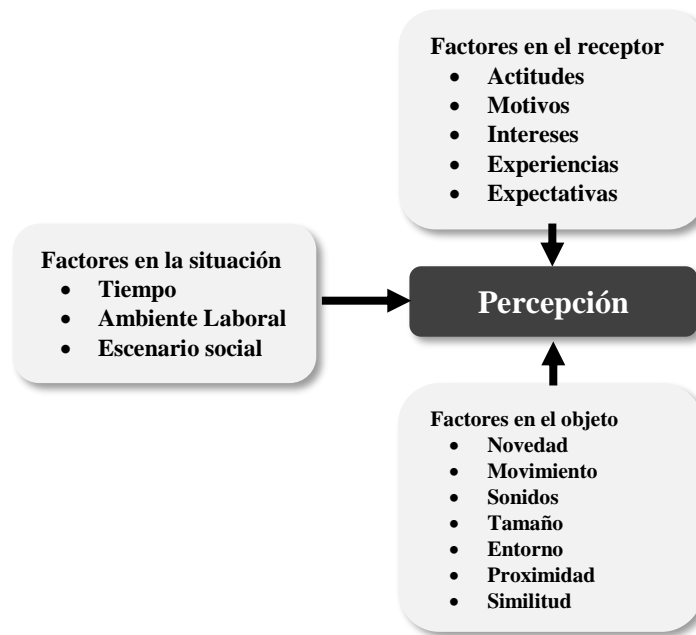 Factores en el receptor
• Actitudes
• Motivos
• Intereses
• Experiencias
• Expectativas
Factores en la situación
• Tiempo
• Ambiente Laboral
• Escenario social
Percepción
Factores en el objeto
• Novedad
• Movimiento
• Sonidos
• Tamaño
• Entorno
• Proximidad
• Similitud